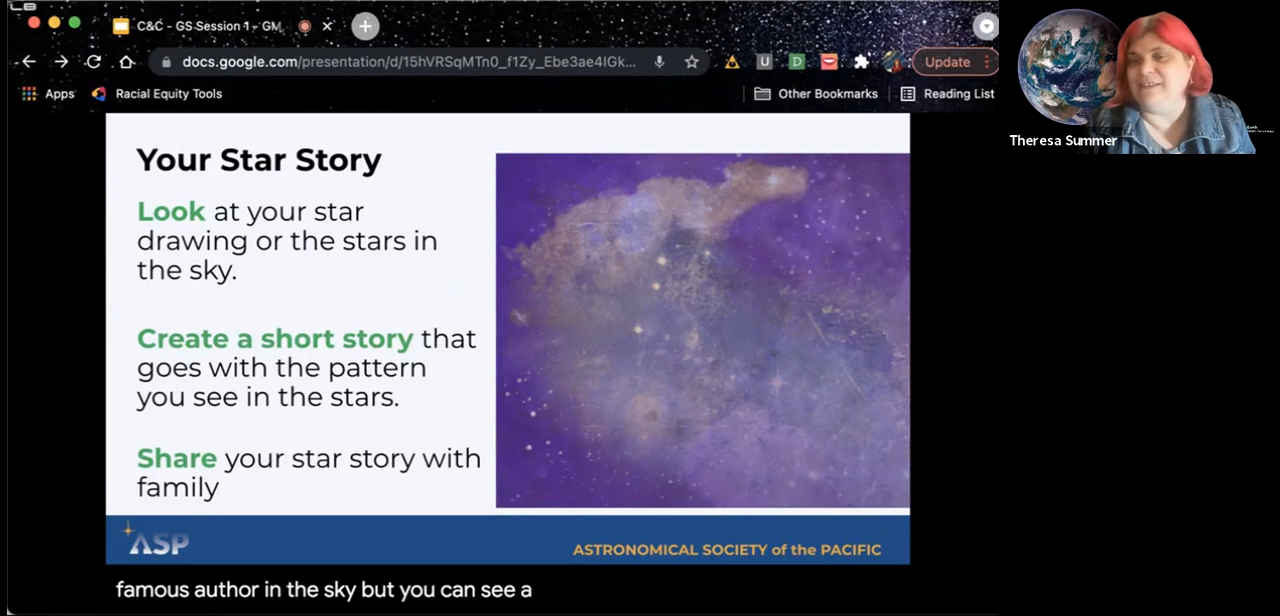 C&C - GS Session 1 - GM
docs.google.com/presentation/d/15hVRSqMTn0_f1Zy_Ebe3ae4IGk...
Update
Apps
Racial Equity Tools
Other Bookmarks
Reading List
Theresa Summer
Your Star Story
Look at your star
drawing or the stars in
the sky.
Create a short story that
goes with the pattern
you see in the stars.
Share your star story with
family
ASP
ASTRONOMICAL SOCIETY of the PACIFIC
famous author in the sky but you can see a